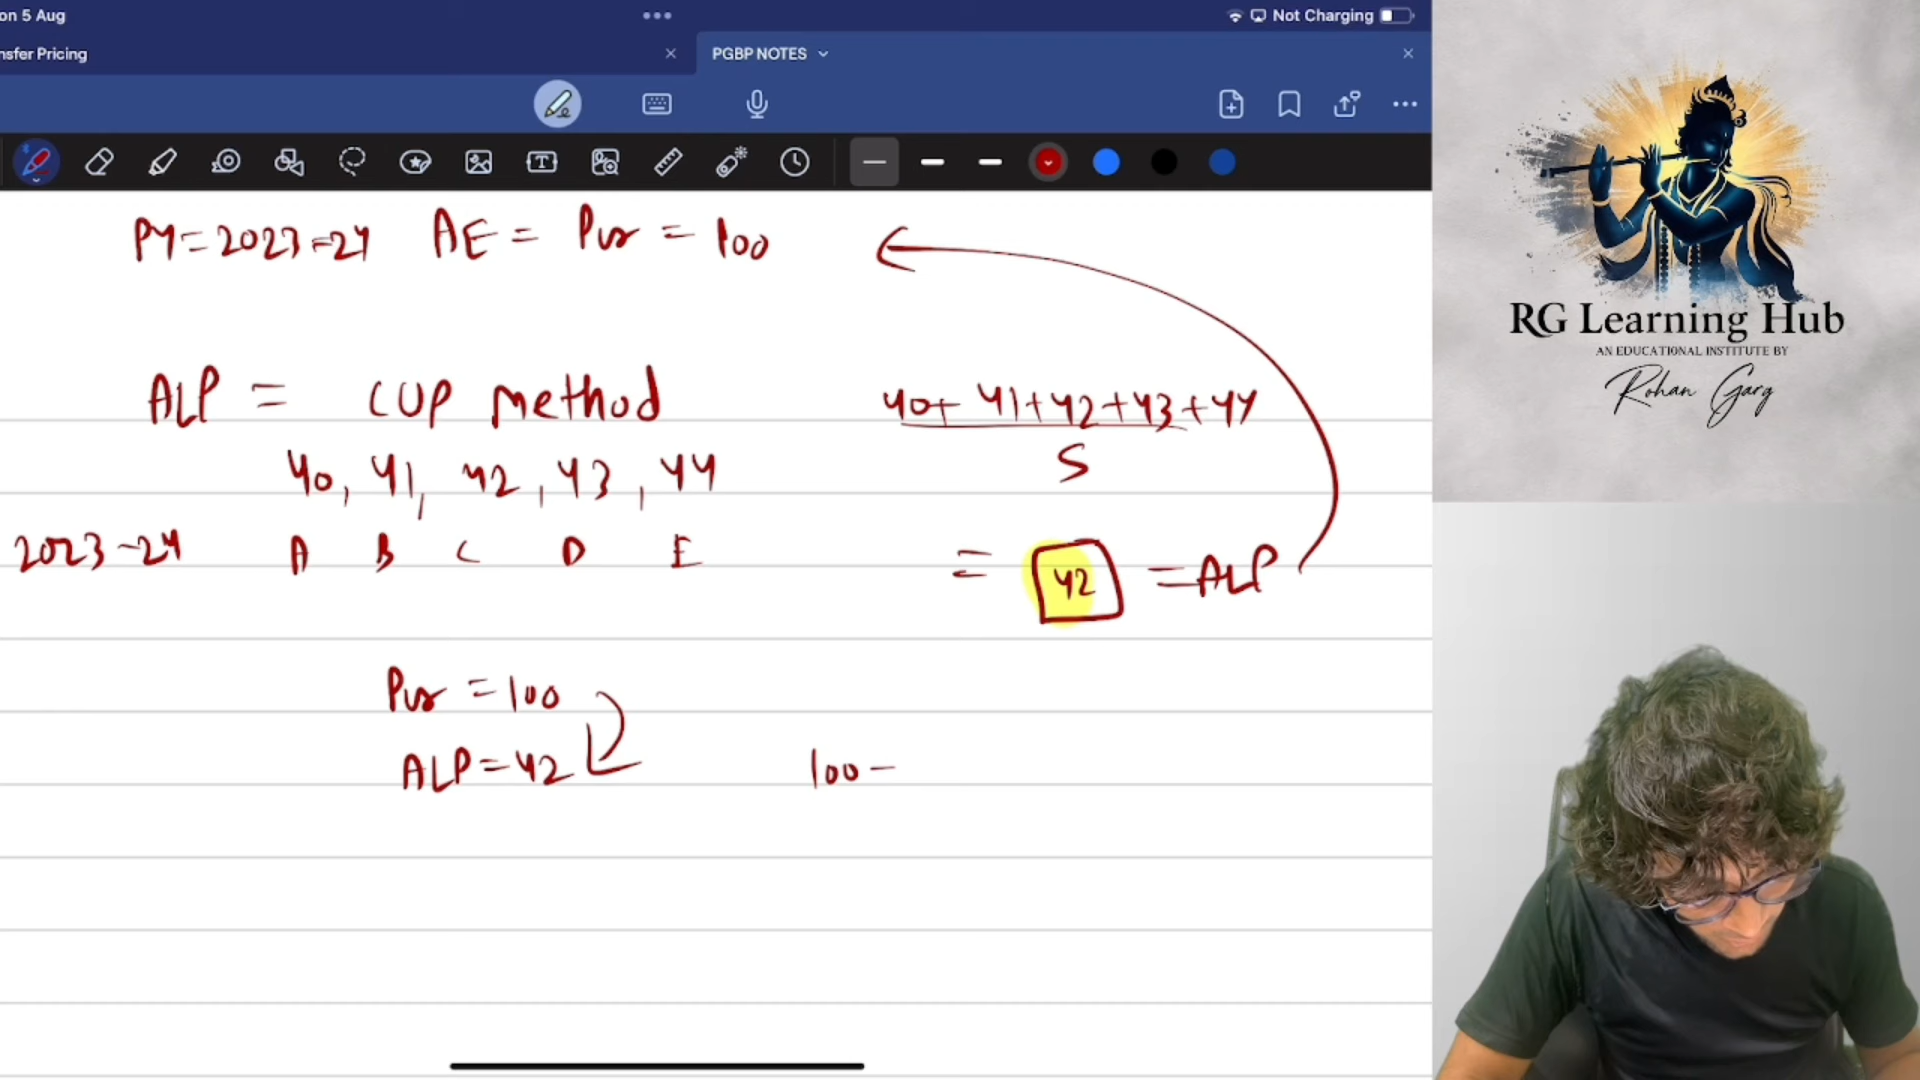 on 5 Aug
Not Charging
nsfer Pricing
PGBP NOTES
PY = 2023-24 AE = Pur = 100
ALP = CUP Method
40+ 41+42+43+44
5
40, 41, 42, 43, 44
2023-24 A B C D E
= 42 = ALP
Pur = 100
ALP = 42
100 -
RG Learning Hub
AN EDUCATIONAL INSTITUTE BY
Rohan Garg